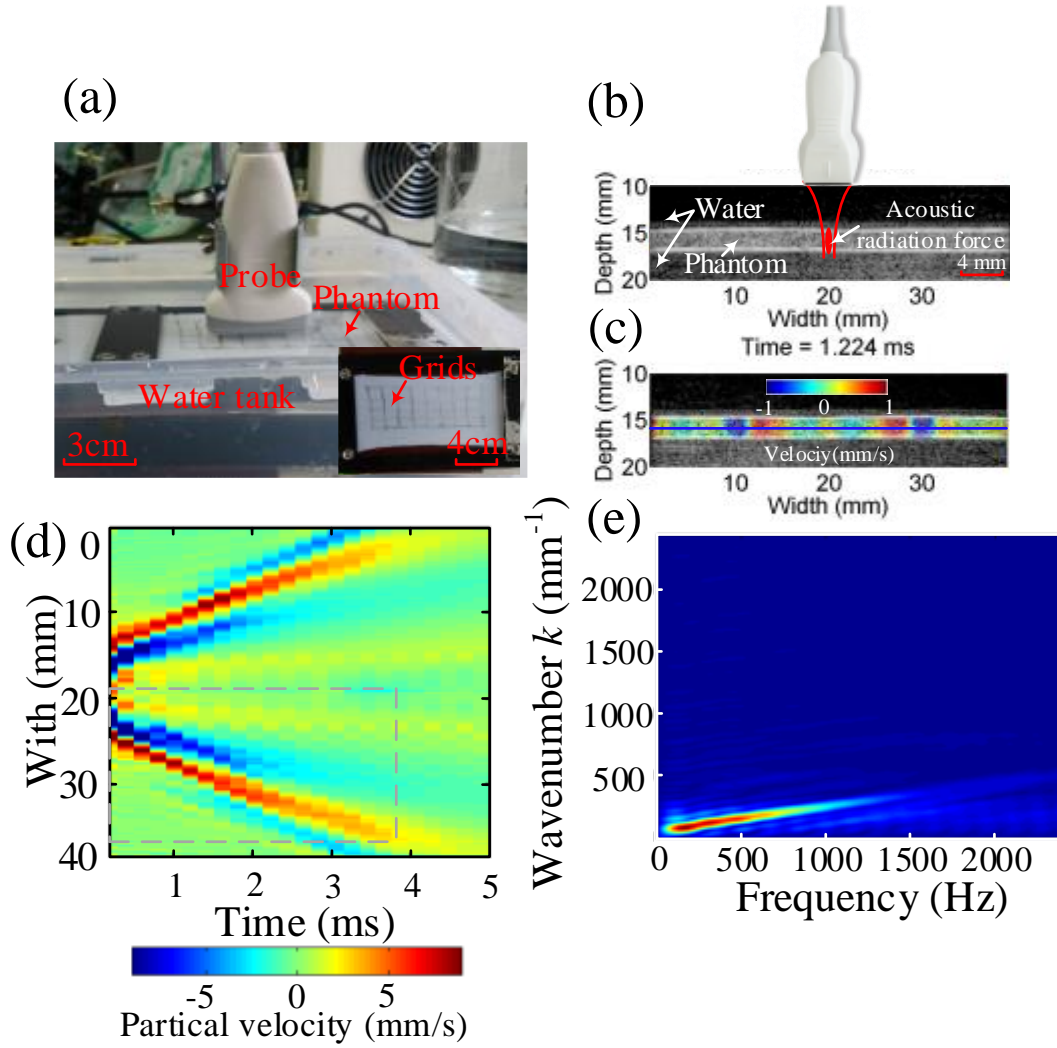 (a)
Probe
Phantom
Grids
Water tank
3cm
4cm
(b)
10
15
20
Depth (mm)
Water
Phantom
Acoustic
radiation force
4 mm
10 20 30
Width (mm)
(c)
Time = 1.224 ms
10
15
20
Depth (mm)
-1 0 1
Velociy(mm/s)
10 20 30
Width (mm)
(d)
0
10
20
30
40
With (mm)
1 2 3 4 5
Time (ms)
-5 0 5
Partical velocity (mm/s)
(e)
2000
1500
1000
500
Wavenumber k (mm-1)
0 500 1000 1500 2000
Frequency (Hz)